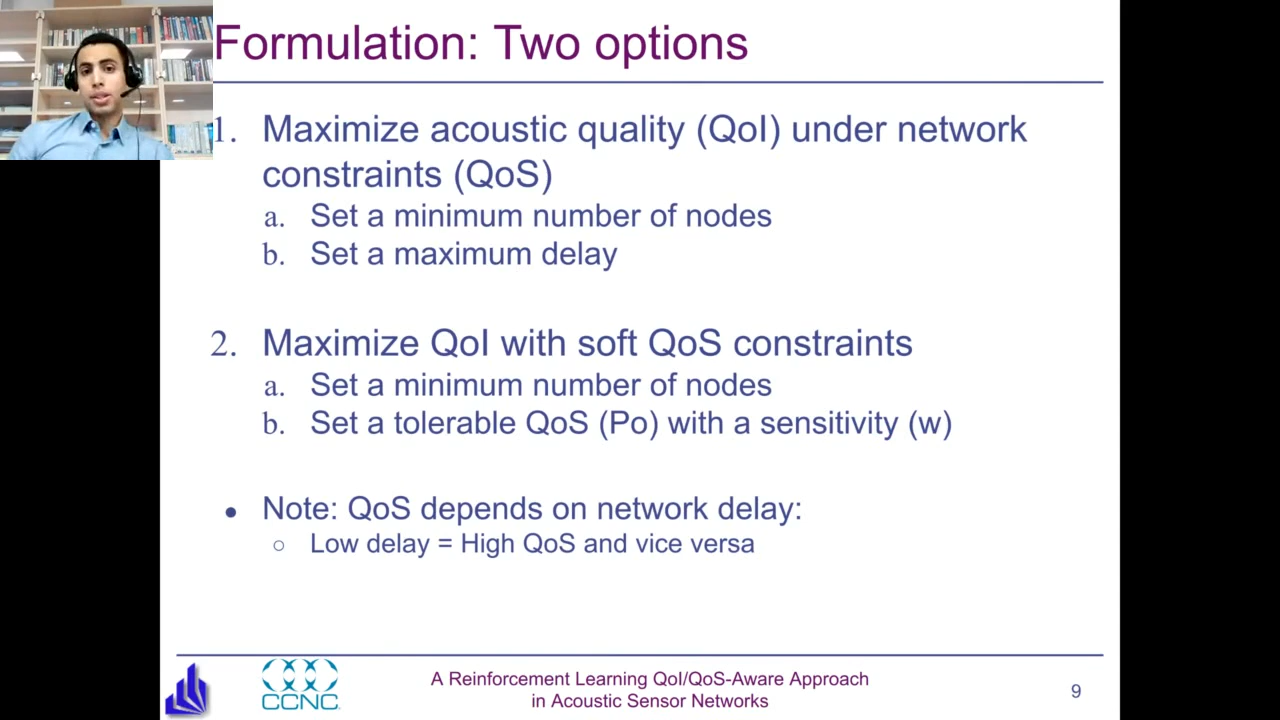 Formulation: Two options
1. Maximize acoustic quality (QoI) under network
constraints (QoS)
a. Set a minimum number of nodes
b. Set a maximum delay
2. Maximize QoI with soft QoS constraints
a. Set a minimum number of nodes
b. Set a tolerable QoS (Po) with a sensitivity (w)
● Note: QoS depends on network delay:
○ Low delay = High QoS and vice versa
CCNC
A Reinforcement Learning QoI/QoS-Aware Approach
in Acoustic Sensor Networks
9